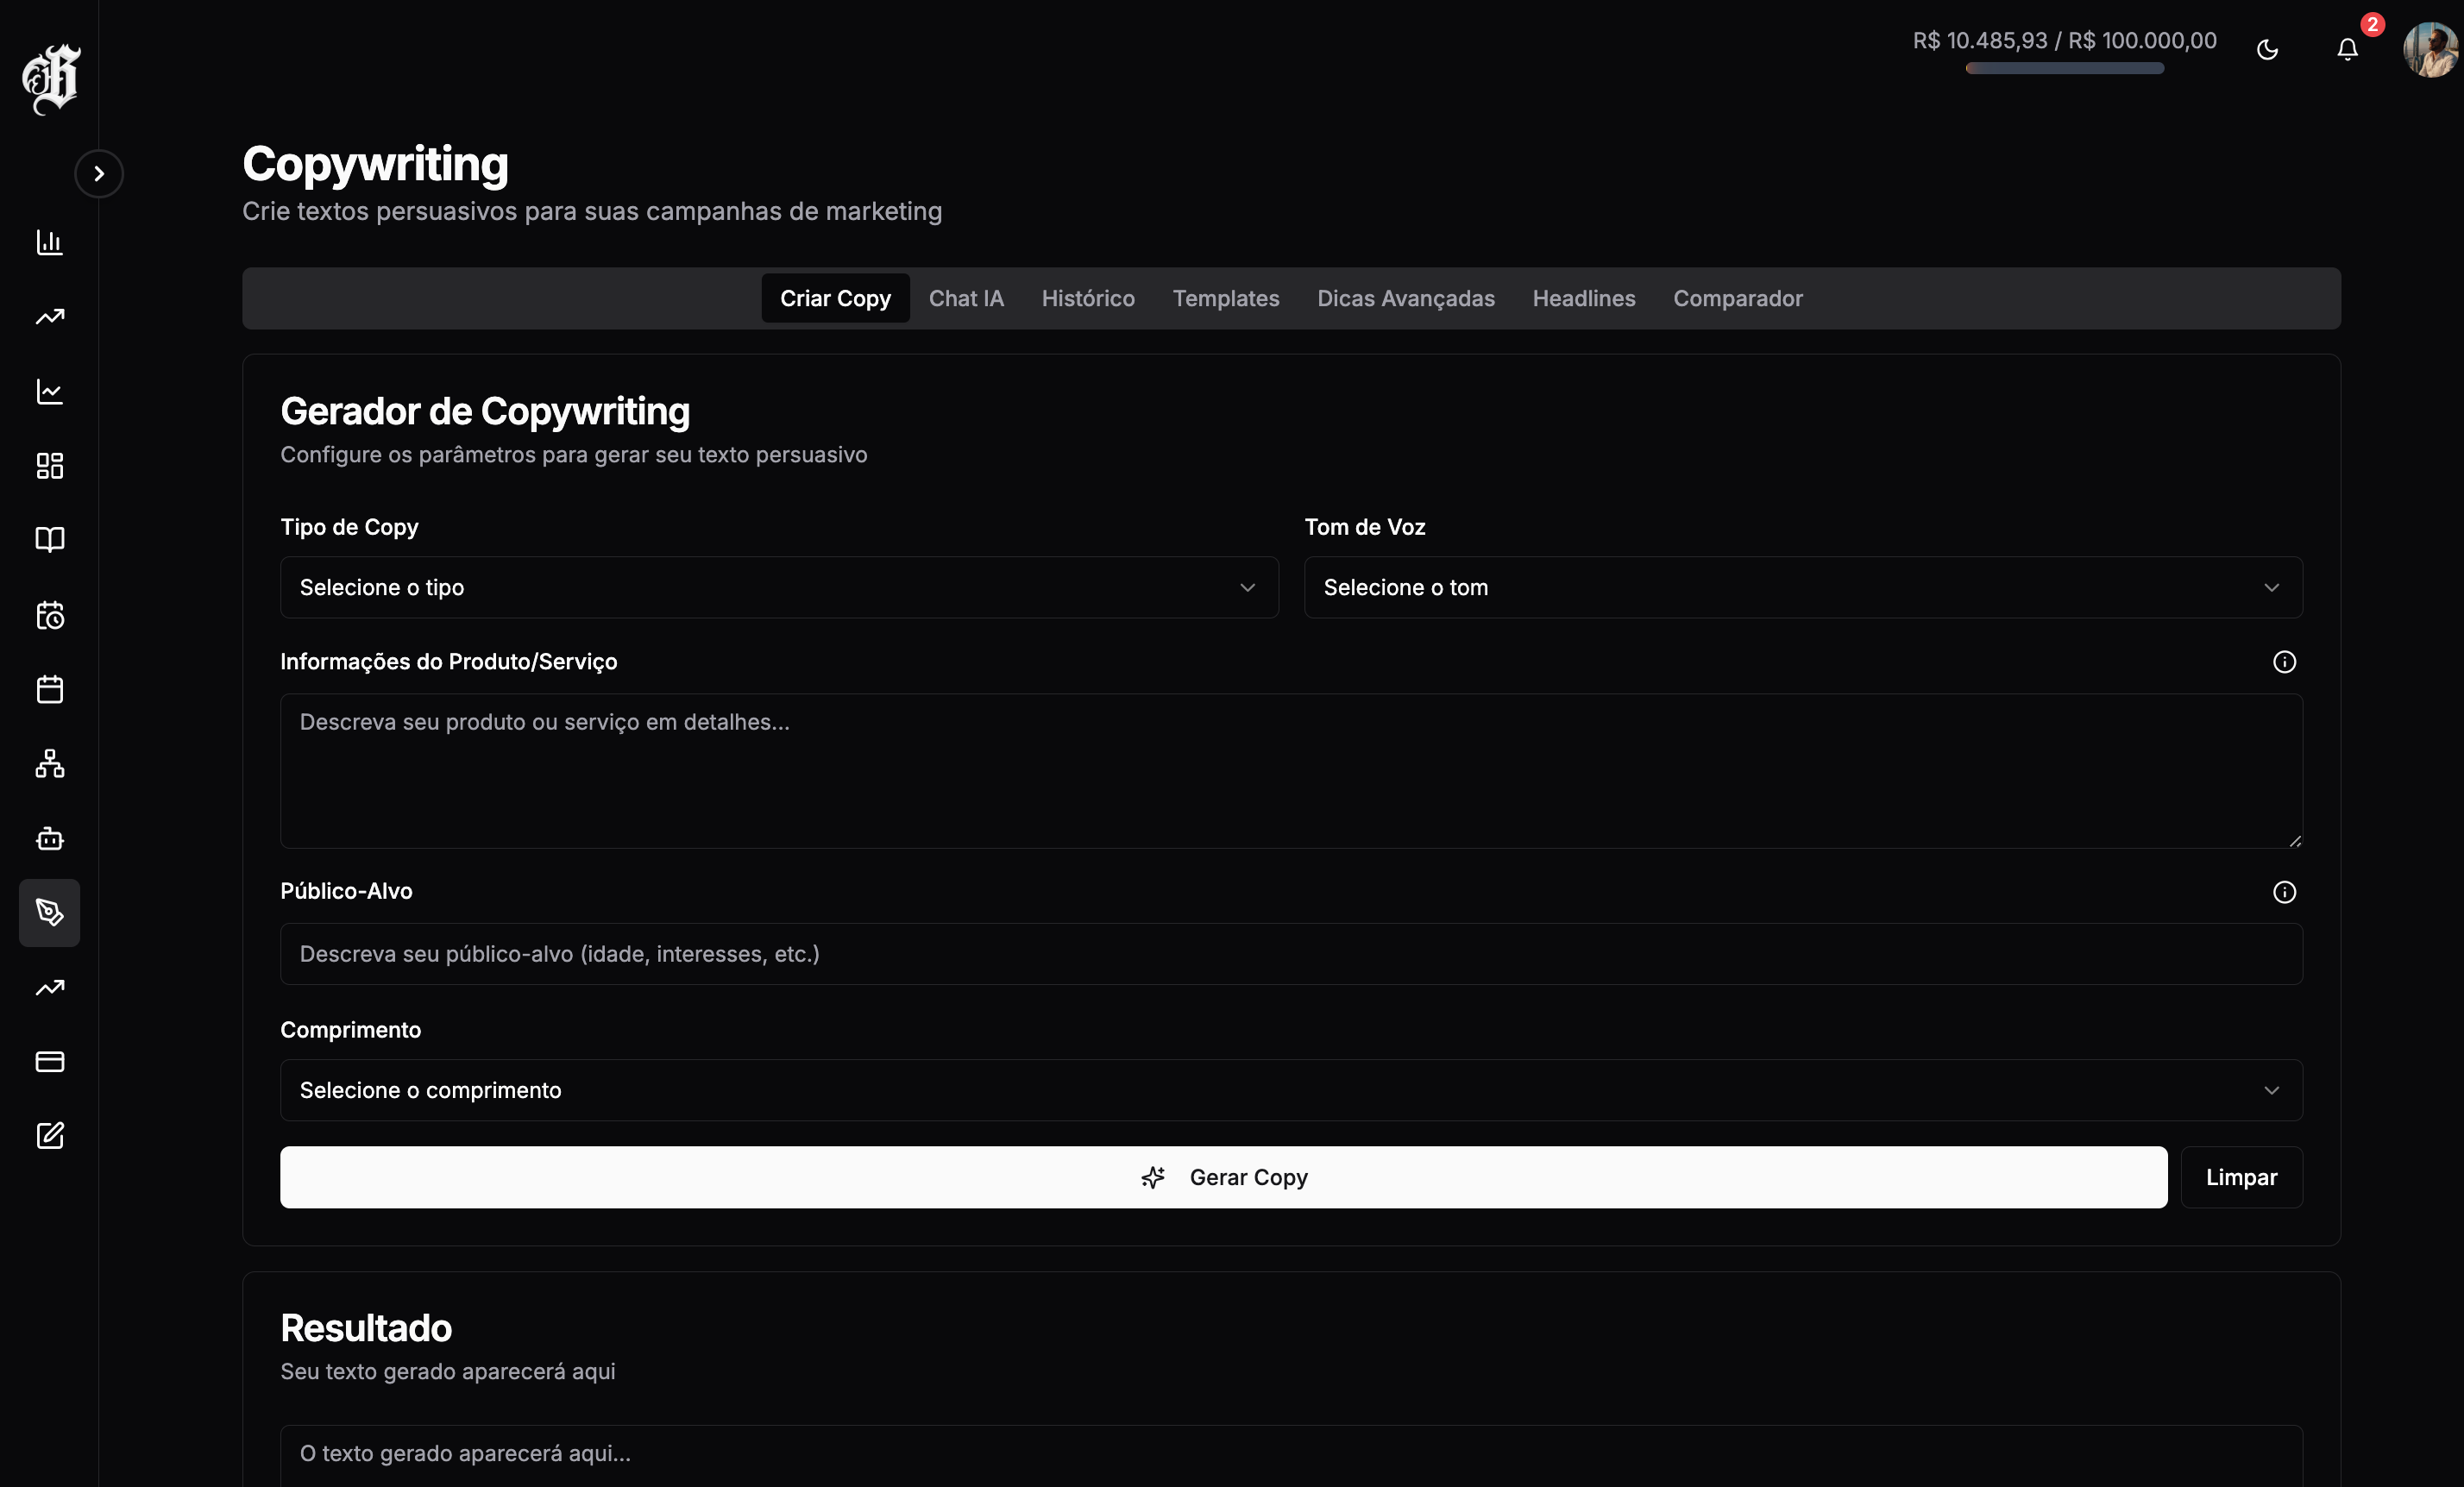 R$ 10.485,93 / R$ 100.000,00
2
Copywriting
Crie textos persuasivos para suas campanhas de marketing
Criar Copy
Chat IA
Histórico
Templates
Dicas Avançadas
Headlines
Comparador
Gerador de Copywriting
Configure os parâmetros para gerar seu texto persuasivo
Tipo de Copy
Selecione o tipo
Tom de Voz
Selecione o tom
Informações do Produto/Serviço
Descreva seu produto ou serviço em detalhes...
Público-Alvo
Descreva seu público-alvo (idade, interesses, etc.)
Comprimento
Selecione o comprimento
Gerar Copy
Limpar
Resultado
Seu texto gerado aparecerá aqui
O texto gerado aparecerá aqui...